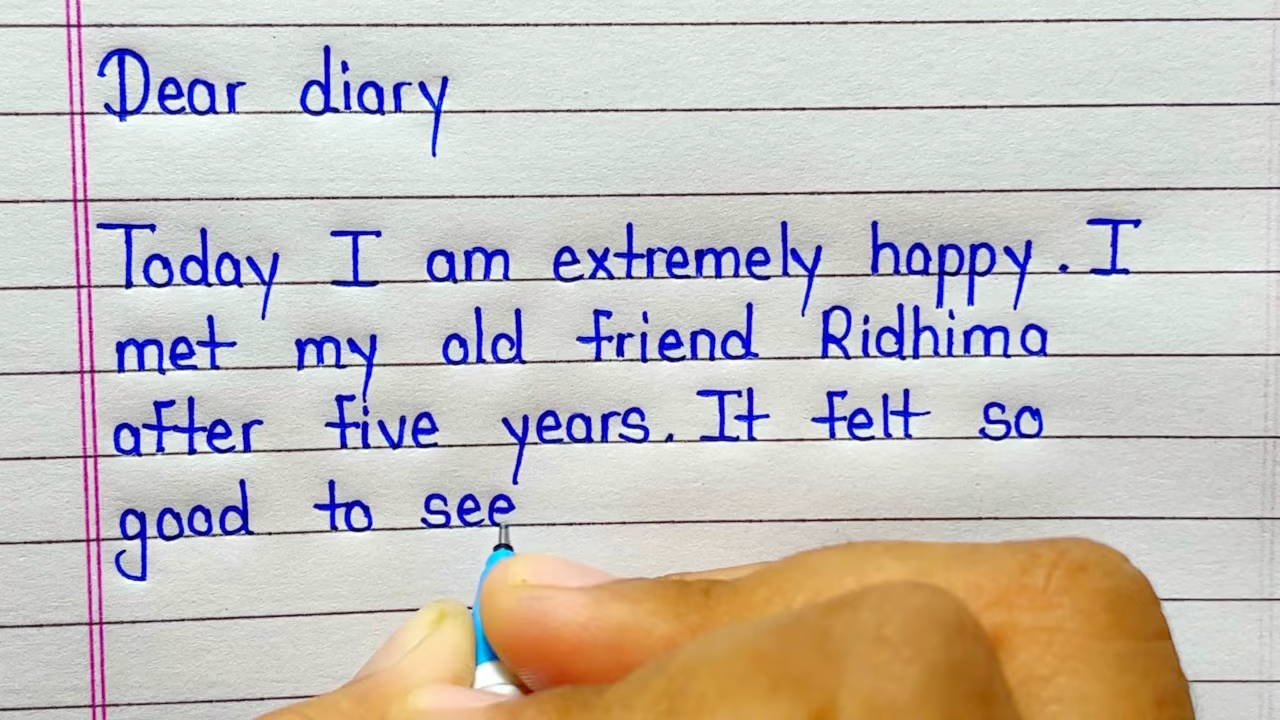 Dear diary
Today I am extremely happy. I
met my old friend Ridhima
after five years. It felt so
good to see